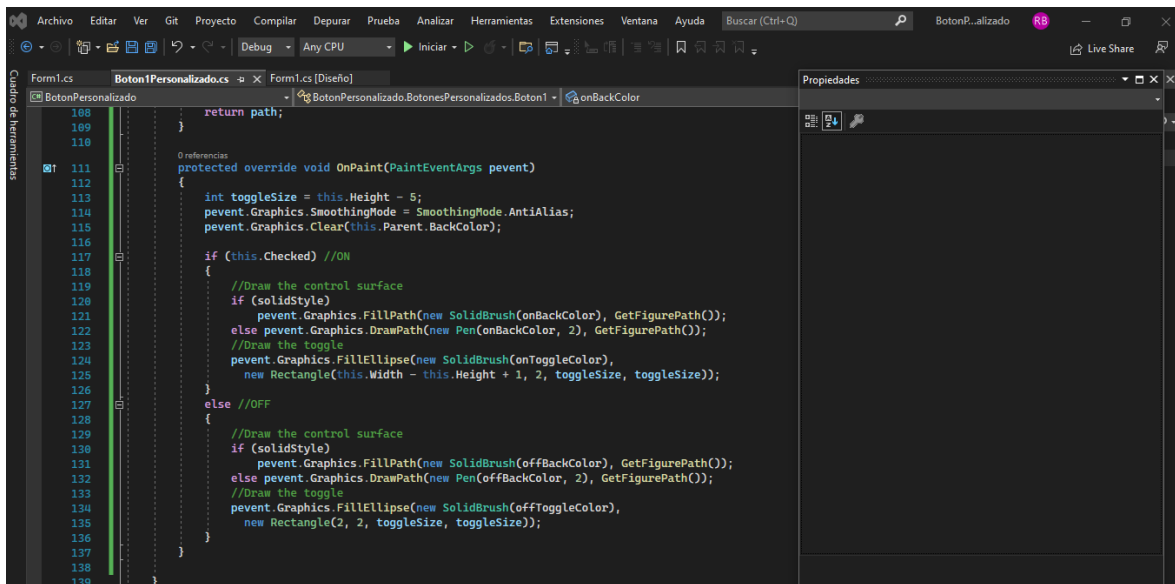 Archivo Editar Ver Git Proyecto Compilar Depurar Prueba Analizar Herramientas Extensiones Ventana Ayuda Buscar (Ctrl+Q) BotonP...alizado RB
Debug Any CPU Iniciar Live Share
Cuadro de herramientas
Form1.cs Boton1Personalizado.cs Form1.cs [Diseño]
BotonPersonalizado BotonPersonalizado.BotonesPersonalizados.Boton1 onBackColor
108 return path;
109 }
110
0 referencias
111 protected override void OnPaint(PaintEventArgs pevent)
112 {
113 int toggleSize = this.Height - 5;
114 pevent.Graphics.SmoothingMode = SmoothingMode.AntiAlias;
115 pevent.Graphics.Clear(this.Parent.BackColor);
116
117 if (this.Checked) //ON
118 {
119 //Draw the control surface
120 if (solidStyle)
121 pevent.Graphics.FillPath(new SolidBrush(onBackColor), GetFigurePath());
122 else pevent.Graphics.DrawPath(new Pen(onBackColor, 2), GetFigurePath());
123 //Draw the toggle
124 pevent.Graphics.FillEllipse(new SolidBrush(onToggleColor),
125 new Rectangle(this.Width - this.Height + 1, 2, toggleSize, toggleSize));
126 }
127 else //OFF
128 {
129 //Draw the control surface
130 if (solidStyle)
131 pevent.Graphics.FillPath(new SolidBrush(offBackColor), GetFigurePath());
132 else pevent.Graphics.DrawPath(new Pen(offBackColor, 2), GetFigurePath());
133 //Draw the toggle
134 pevent.Graphics.FillEllipse(new SolidBrush(offToggleColor),
135 new Rectangle(2, 2, toggleSize, toggleSize));
136 }
137 }
138
139 }
Propiedades